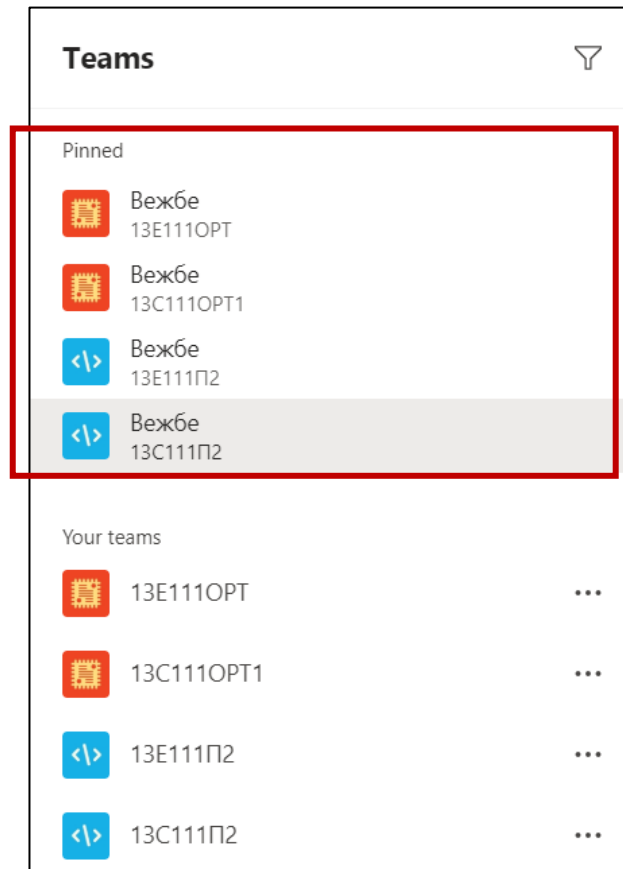 Teams
Pinned
Вежбе
13Е111ОРТ
Вежбе
13С111ОРТ1
Вежбе
13Е111П2
Вежбе
13С111П2
Your teams
13Е111ОРТ
13С111ОРТ1
13Е111П2
13С111П2